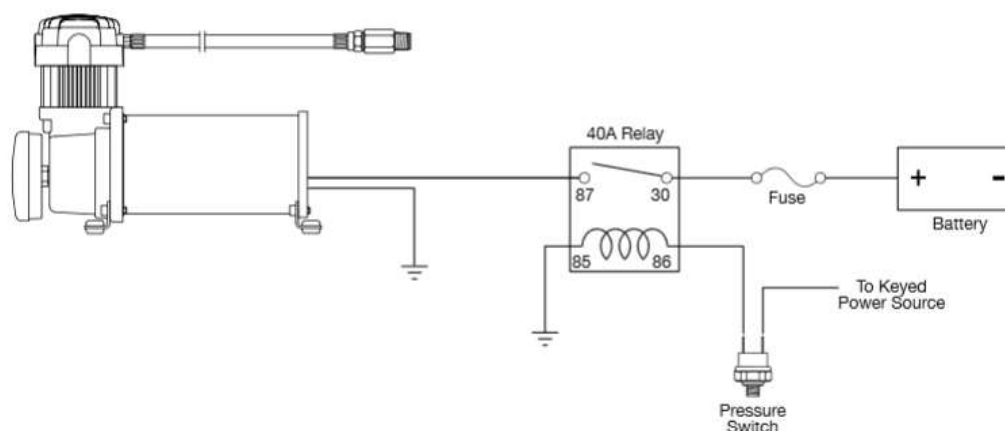 40A Relay
87
30
85
86
Fuse
+
-
Battery
To Keyed
Power Source
Pressure
Switch